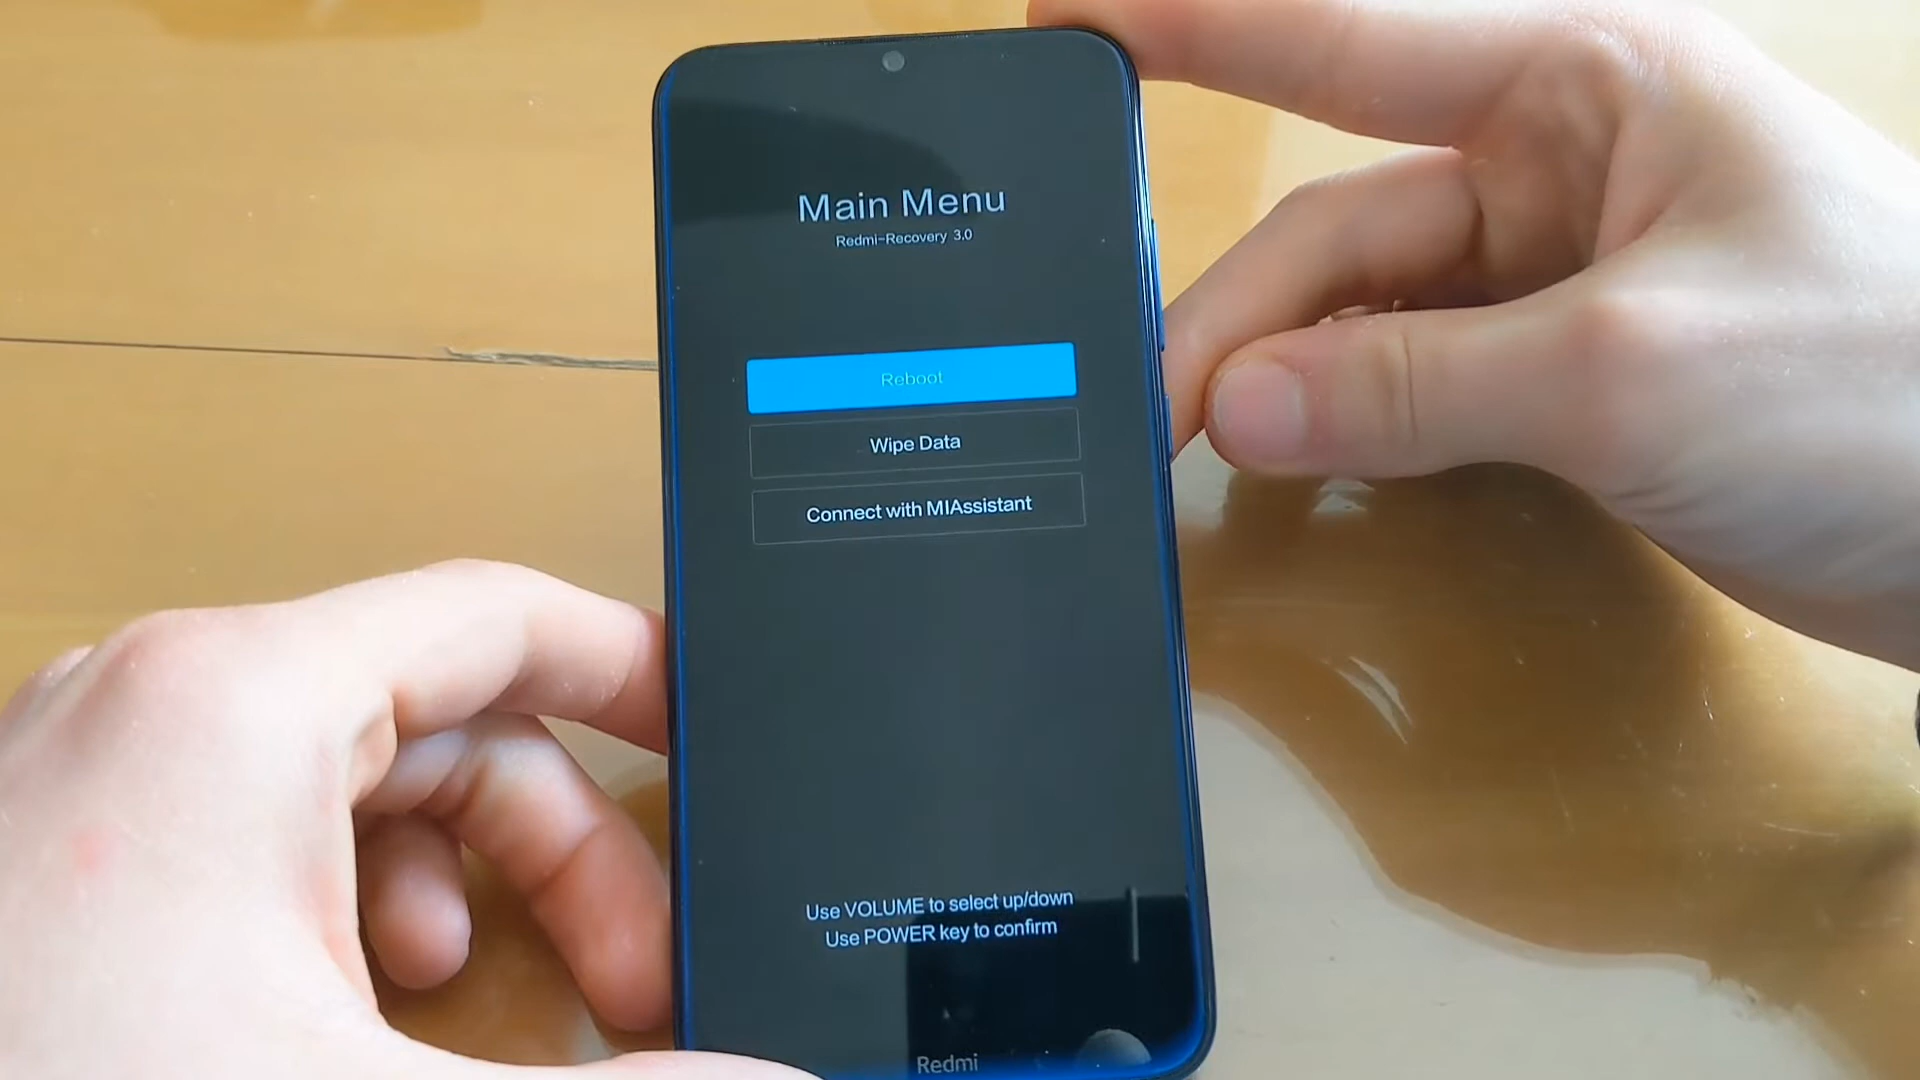 Main Menu
Redmi-Recovery 3.0
Reboot
Wipe Data
Connect with MIAssistant
Use VOLUME to select up/down
Use POWER key to confirm
Redmi